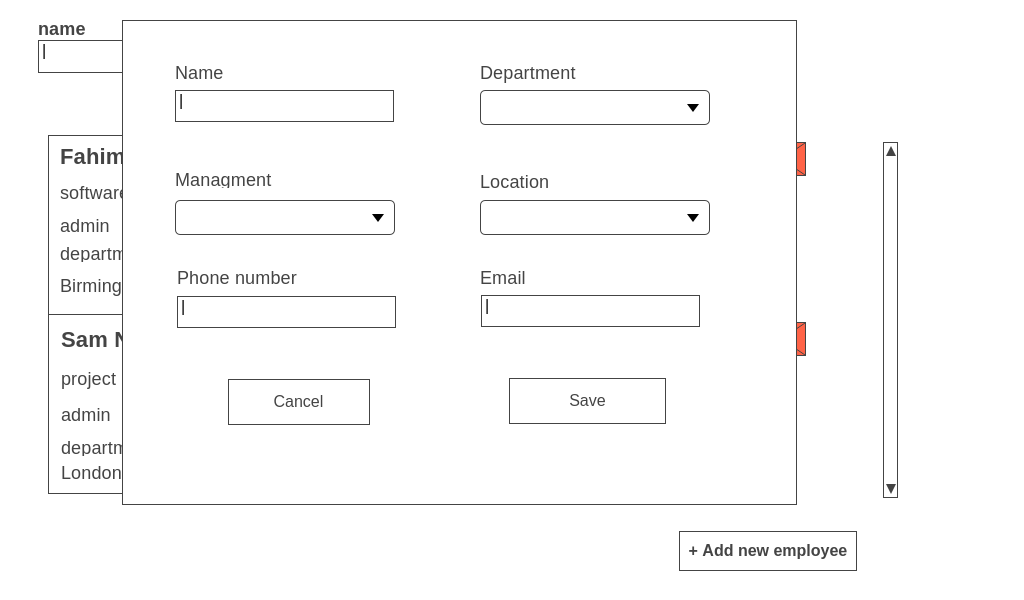 name
Name
Department
Managment
Location
Phone number
Email
Cancel
Save
Fahim
software
admin
departm
Birming
Sam N
project
admin
departm
London
+ Add new employee